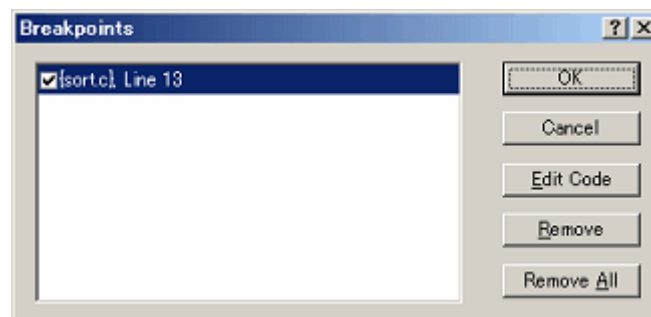 Breakpoints
{sort.c}, Line 13
OK
Cancel
Edit Code
Remove
Remove All